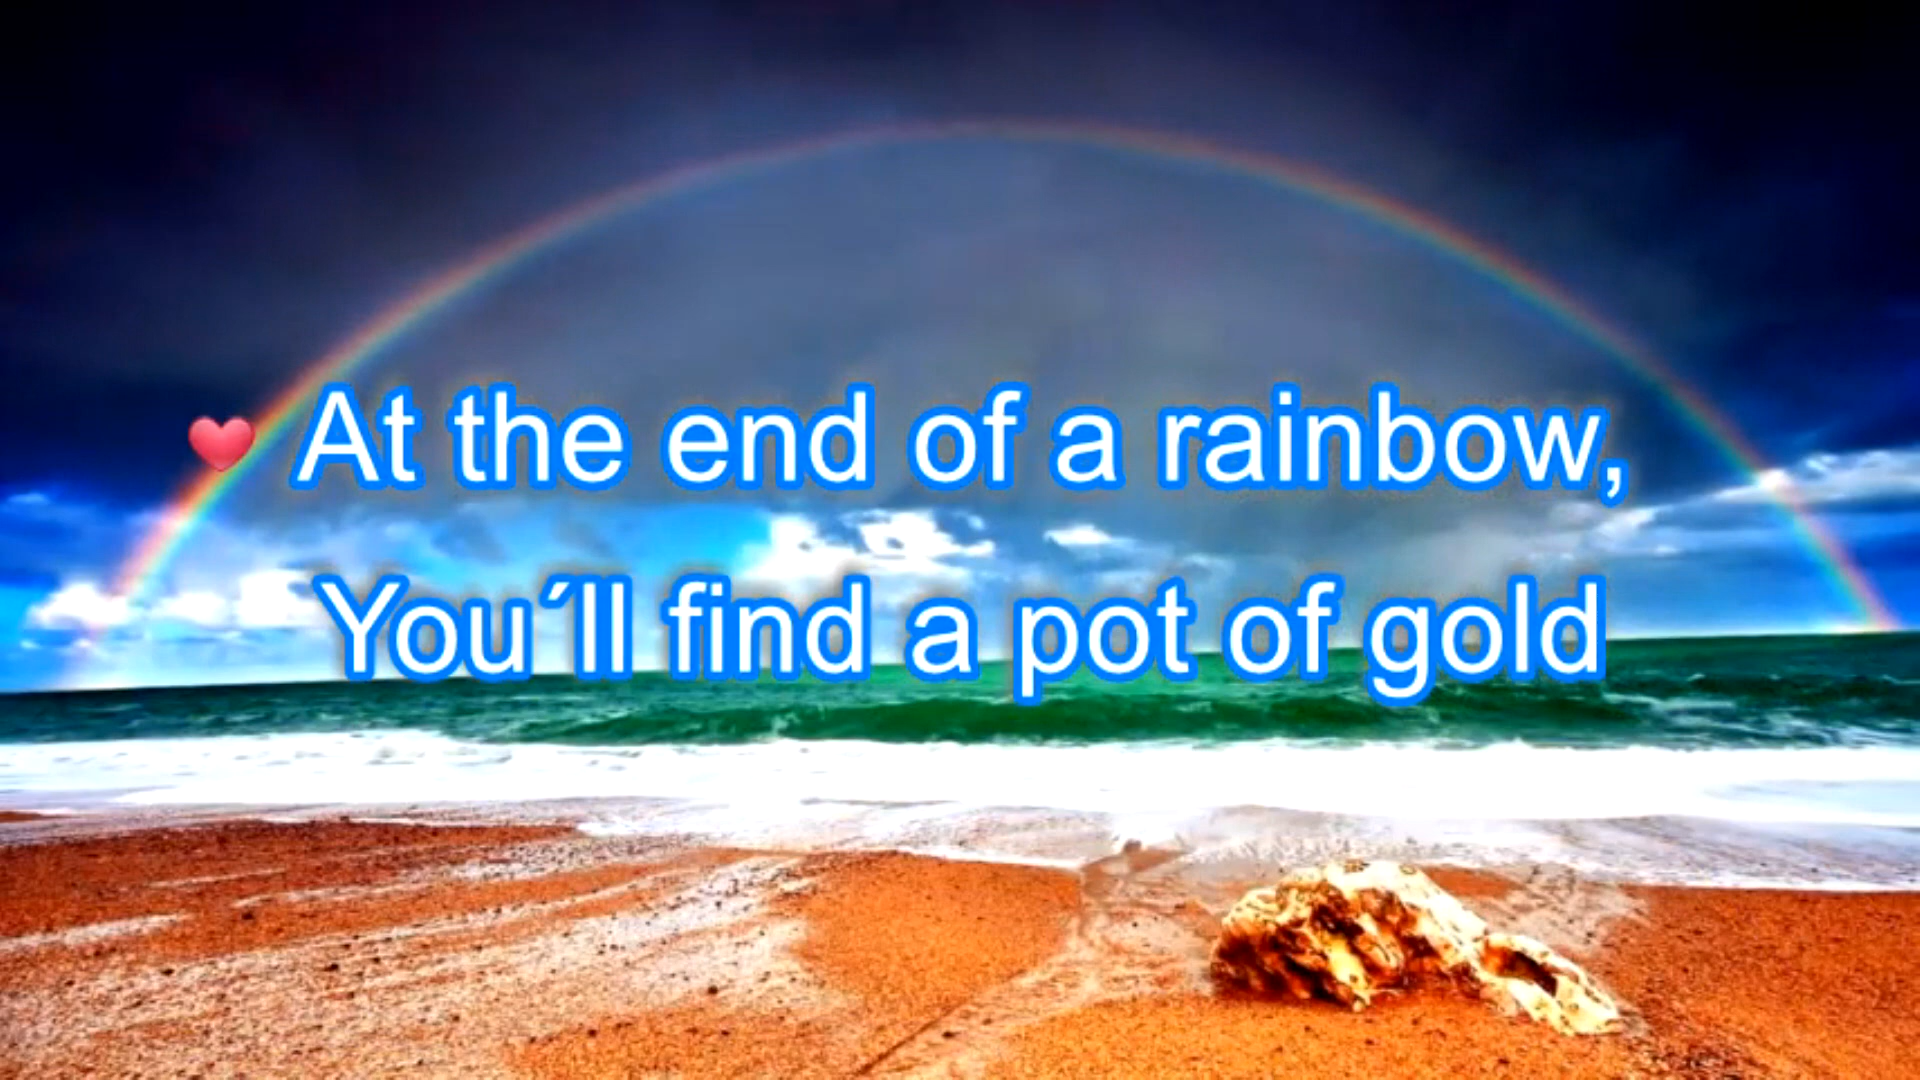 ❤ At the end of a rainbow,
You´ll find a pot of gold